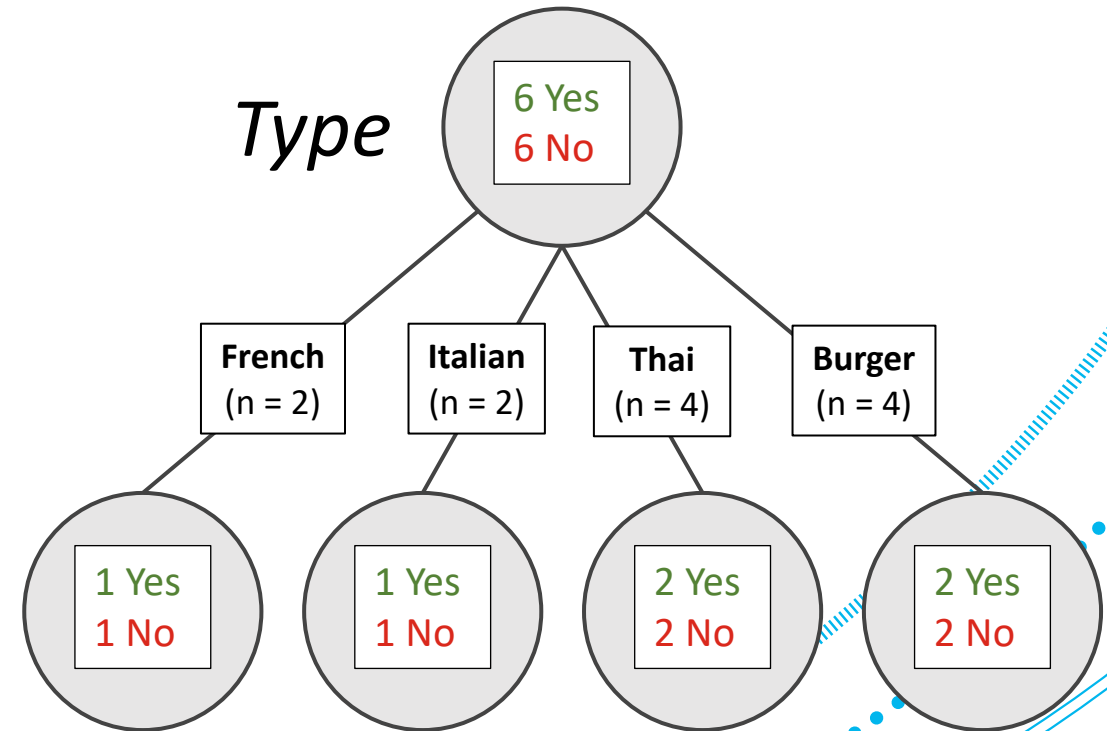 Type
6 Yes
6 No
French
(n = 2)
Italian
(n = 2)
Thai
(n = 4)
Burger
(n = 4)
1 Yes
1 No
1 Yes
1 No
2 Yes
2 No
2 Yes
2 No